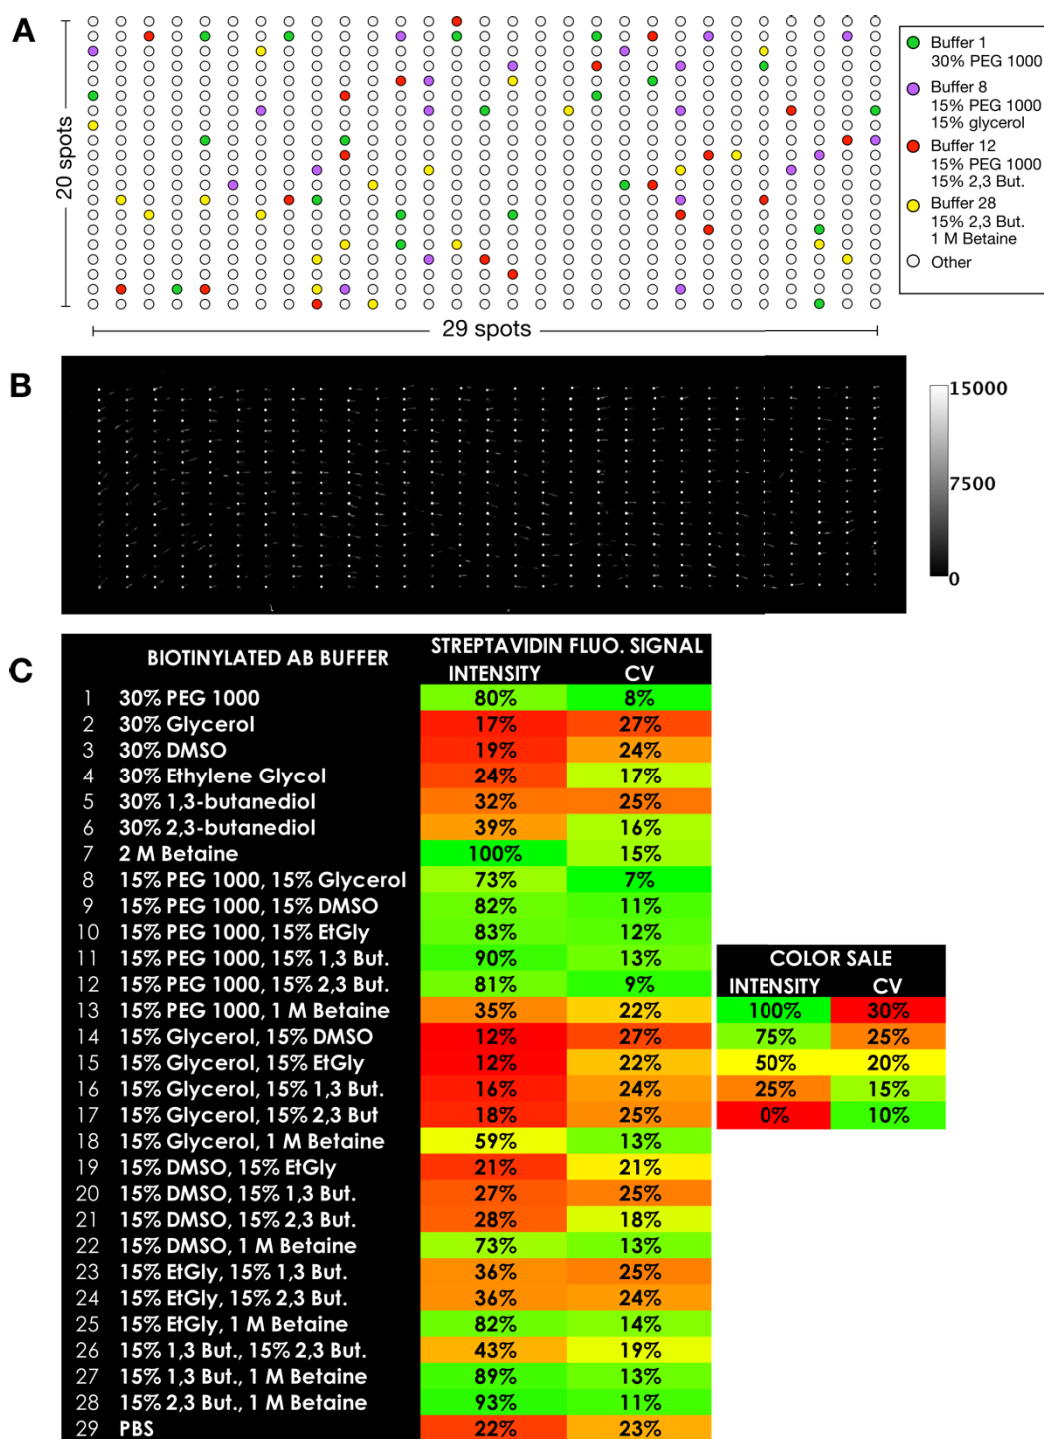 A
20 spots
29 spots
Buffer 1
30% PEG 1000
Buffer 8
15% PEG 1000
15% glycerol
Buffer 12
15% PEG 1000
15% 2,3 But.
Buffer 28
15% 2,3 But.
1 M Betaine
Other
B
15000
7500
0
C
BIOTINYLATED AB BUFFER STREPTAVIDIN FLUO. SIGNAL
INTENSITY CV
1 30% PEG 1000 80% 8%
2 30% Glycerol 17% 27%
3 30% DMSO 19% 24%
4 30% Ethylene Glycol 24% 17%
5 30% 1,3-butanediol 32% 25%
6 30% 2,3-butanediol 39% 16%
7 2 M Betaine 100% 15%
8 15% PEG 1000, 15% Glycerol 73% 7%
9 15% PEG 1000, 15% DMSO 82% 11%
10 15% PEG 1000, 15% EtGly 83% 12%
11 15% PEG 1000, 15% 1,3 But. 90% 13%
12 15% PEG 1000, 15% 2,3 But. 81% 9%
13 15% PEG 1000, 1 M Betaine 35% 22%
14 15% Glycerol, 15% DMSO 12% 27%
15 15% Glycerol, 15% EtGly 12% 22%
16 15% Glycerol, 15% 1,3 But. 16% 24%
17 15% Glycerol, 15% 2,3 But 18% 25%
18 15% Glycerol, 1 M Betaine 59% 13%
19 15% DMSO, 15% EtGly 21% 21%
20 15% DMSO, 15% 1,3 But. 27% 25%
21 15% DMSO, 15% 2,3 But. 28% 18%
22 15% DMSO, 1 M Betaine 73% 13%
23 15% EtGly, 15% 1,3 But. 36% 25%
24 15% EtGly, 15% 2,3 But. 36% 24%
25 15% EtGly, 1 M Betaine 82% 14%
26 15% 1,3 But., 15% 2,3 But. 43% 19%
27 15% 1,3 But., 1 M Betaine 89% 13%
28 15% 2,3 But., 1 M Betaine 93% 11%
29 PBS 22% 23%
COLOR SALE
INTENSITY CV
100% 30%
75% 25%
50% 20%
25% 15%
0% 10%